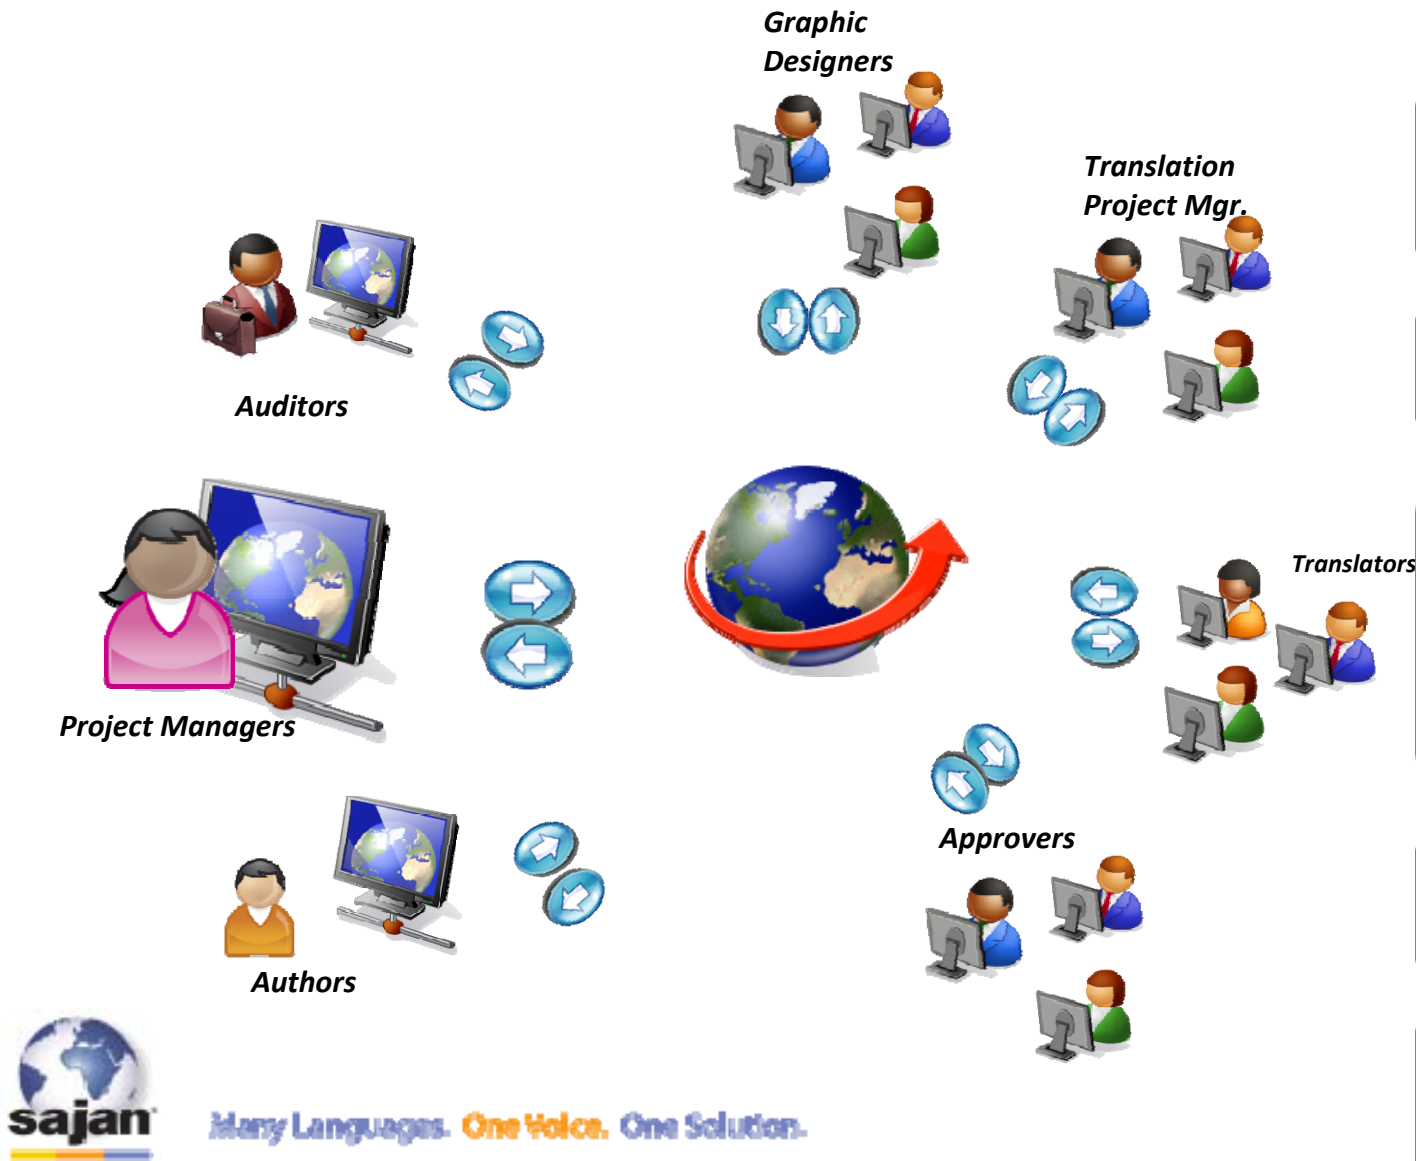 Graphic
Designers
Translation
Project Mgr.
Auditors
Translators
Project Managers
Approvers
Authors
sajan
Many Languages. One Voice. One Solution.